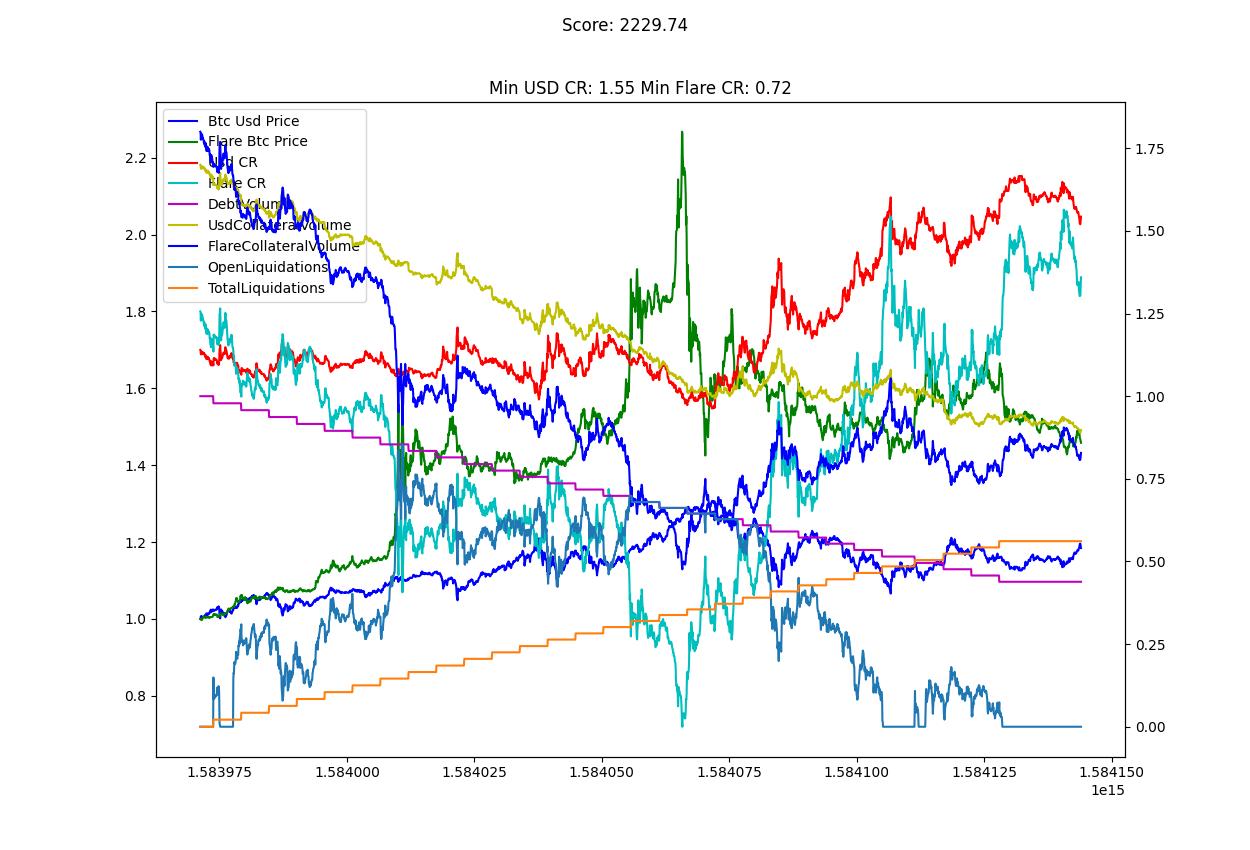 Score: 2229.74
Min USD CR: 1.55 Min Flare CR: 0.72
Btc Usd Price
Flare Btc Price
Usd CR
Flare CR
DebtVolume
UsdCollateralVolume
FlareCollateralVolume
OpenLiquidations
TotalLiquidations
2.2
2.0
1.8
1.6
1.4
1.2
1.0
0.8
1.75
1.50
1.25
1.00
0.75
0.50
0.25
0.00
1.583975 1.584000 1.584025 1.584050 1.584075 1.584100 1.584125 1.584150
1e15